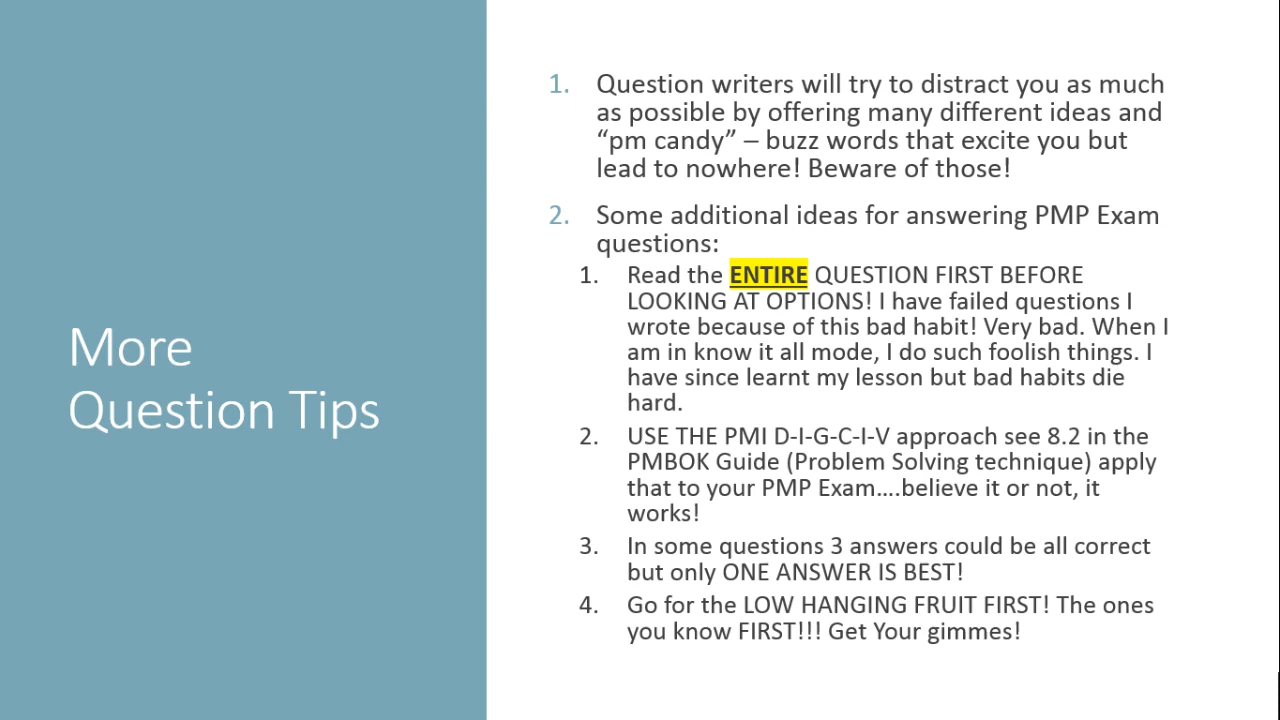 More
Question Tips
1. Question writers will try to distract you as much
as possible by offering many different ideas and
“pm candy” – buzz words that excite you but
lead to nowhere! Beware of those!
2. Some additional ideas for answering PMP Exam
questions:
1. Read the ENTIRE QUESTION FIRST BEFORE
LOOKING AT OPTIONS! I have failed questions I
wrote because of this bad habit! Very bad. When I
am in know it all mode, I do such foolish things. I
have since learnt my lesson but bad habits die
hard.
2. USE THE PMI D-I-G-C-I-V approach see 8.2 in the
PMBOK Guide (Problem Solving technique) apply
that to your PMP Exam....believe it or not, it
works!
3. In some questions 3 answers could be all correct
but only ONE ANSWER IS BEST!
4. Go for the LOW HANGING FRUIT FIRST! The ones
you know FIRST!!! Get Your gimmes!